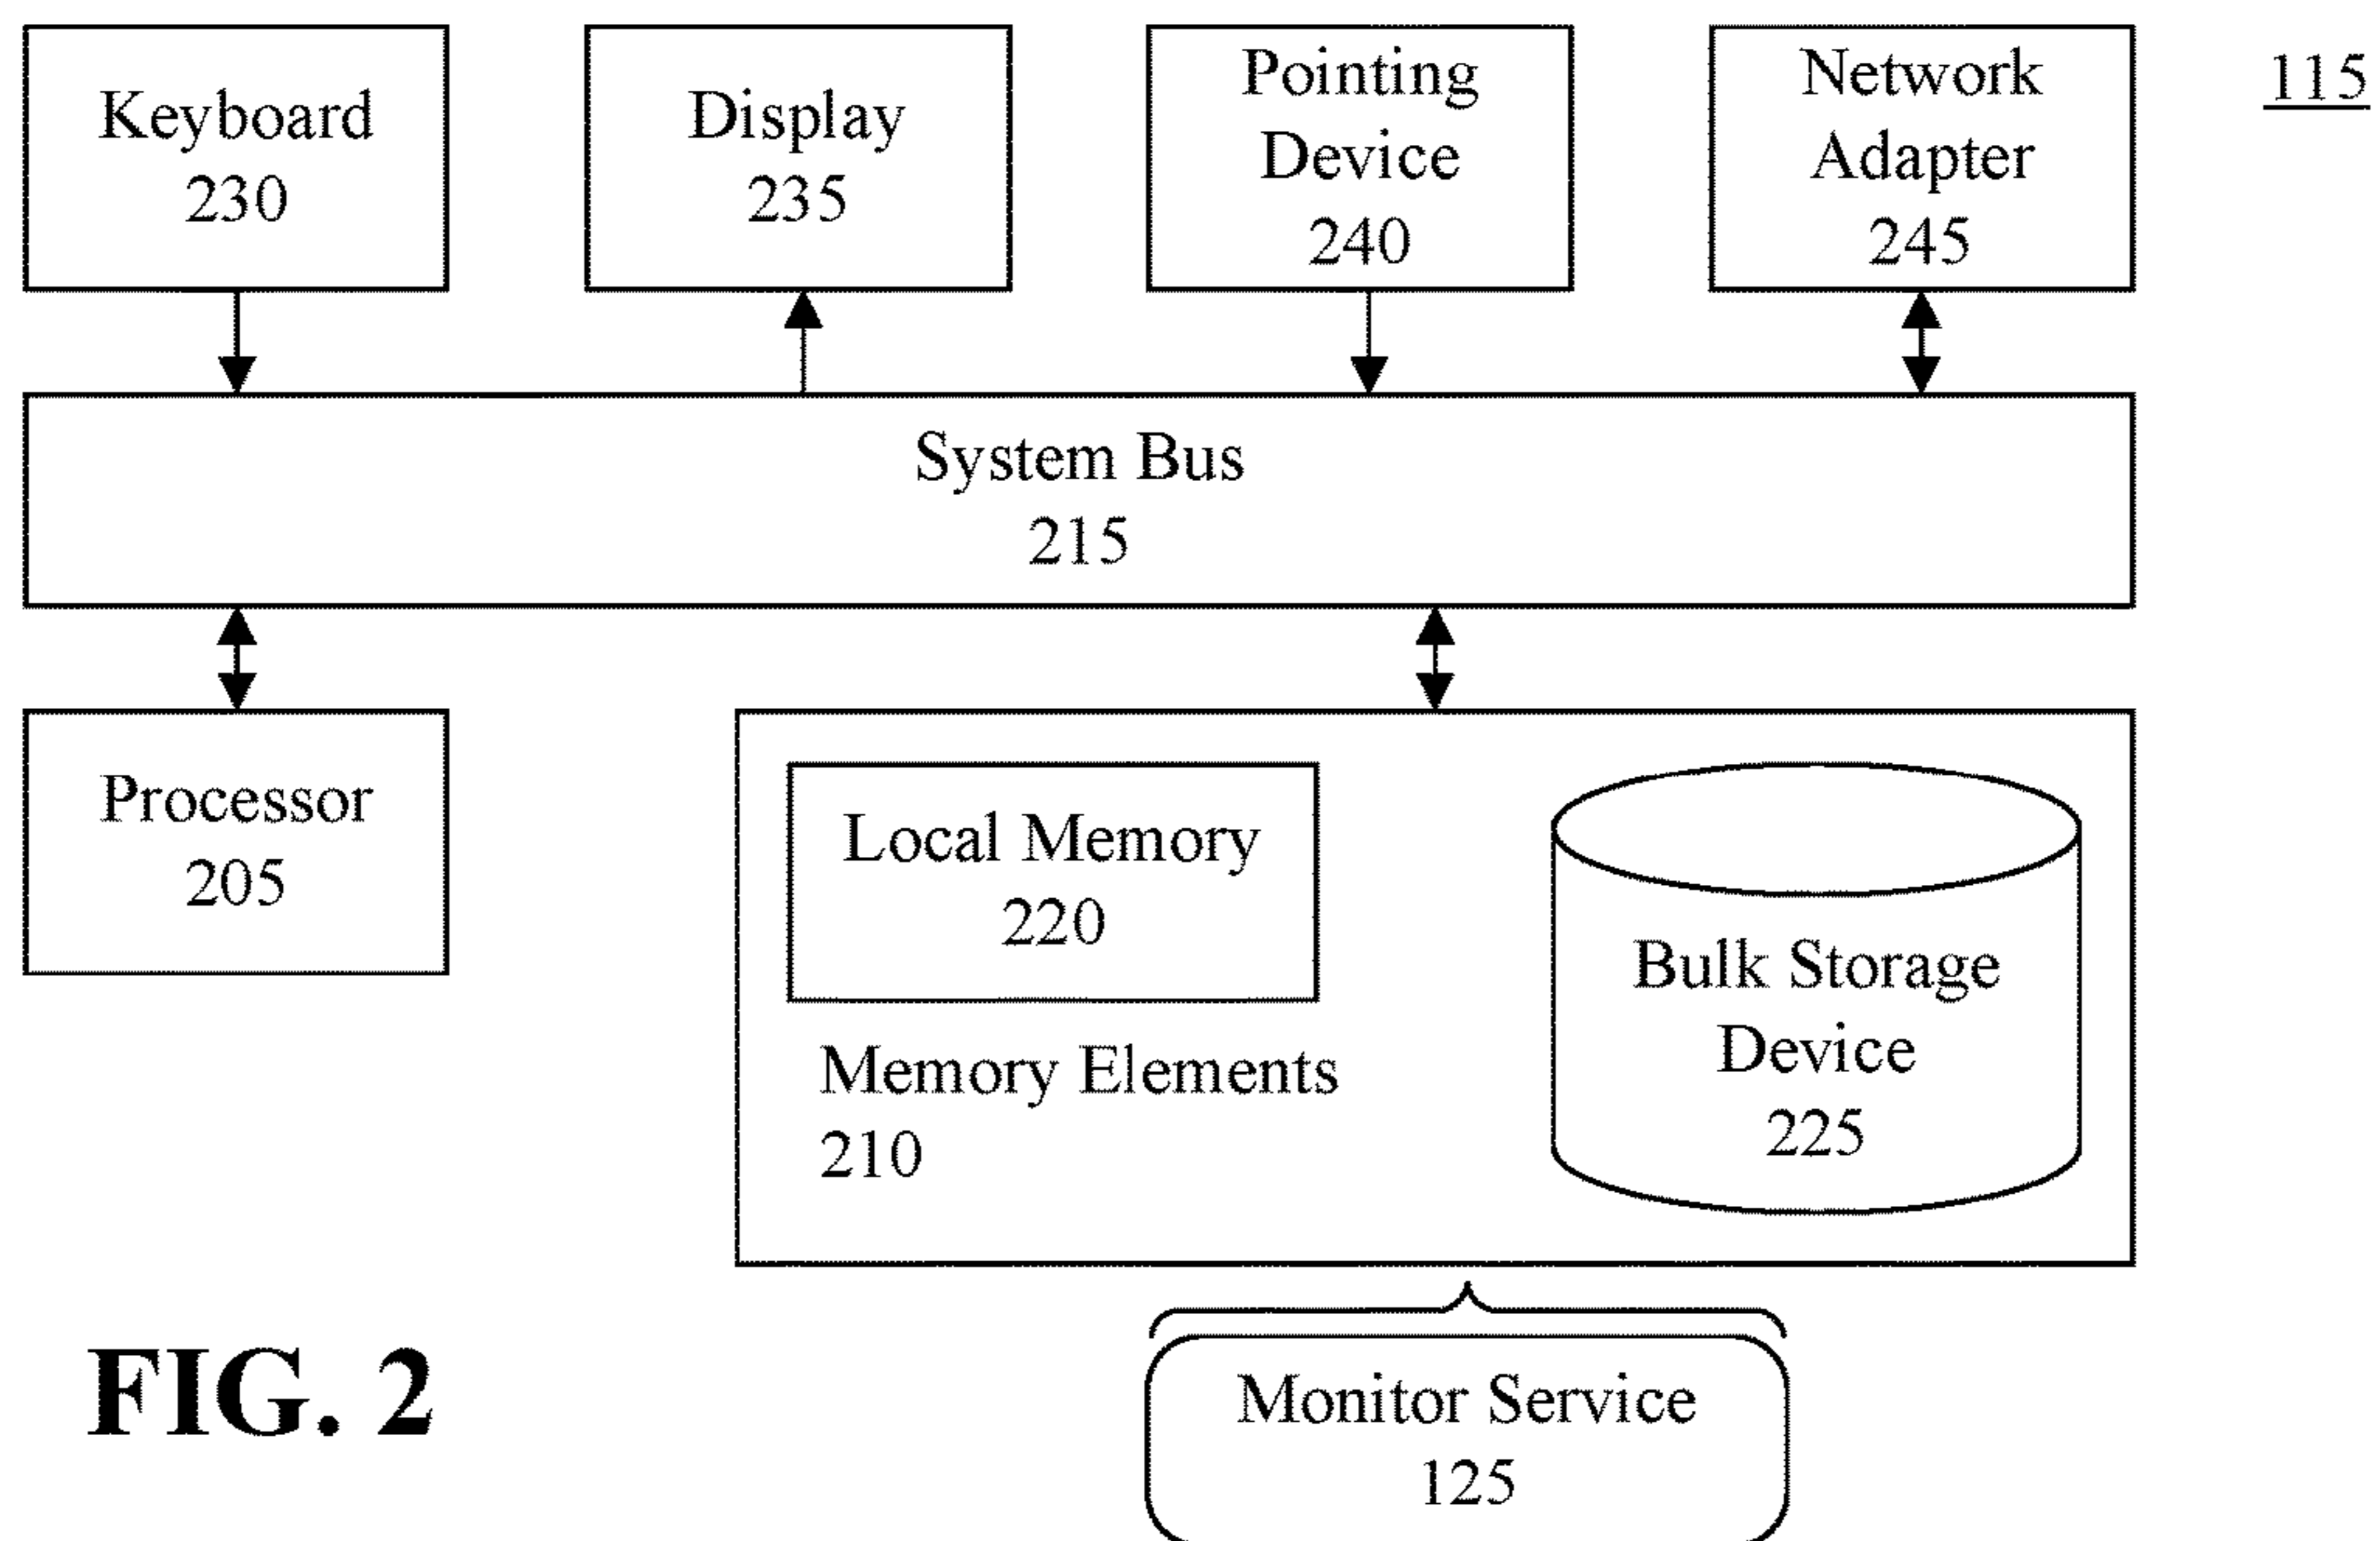 Keyboard
230
Display
235
Pointing
Device
240
Network
Adapter
245
115
System Bus
215
Processor
205
Local Memory
220
Memory Elements
210
Bulk Storage
Device
225
Monitor Service
125
FIG. 2